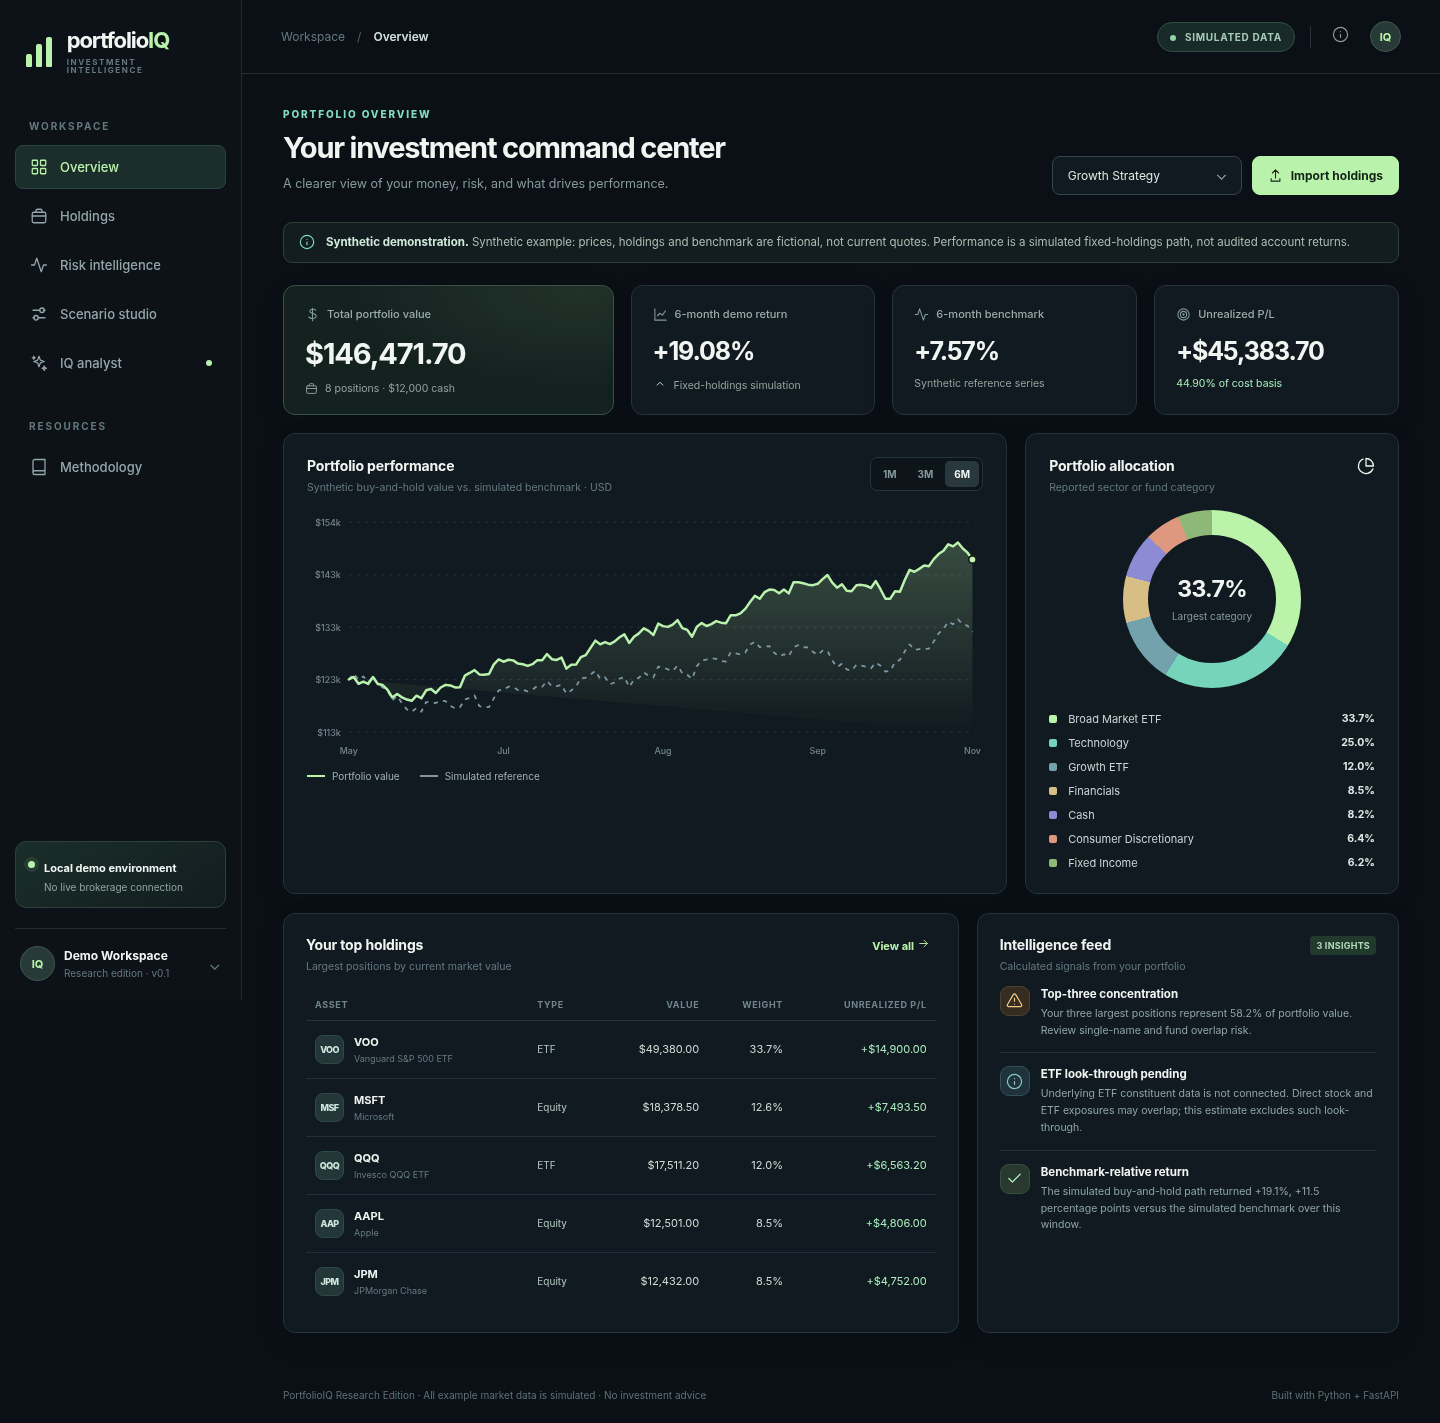 portfolioIQ
INVESTMENT
INTELLIGENCE
WORKSPACE
Overview
Holdings
Risk intelligence
Scenario studio
IQ analyst
RESOURCES
Methodology
Local demo environment
No live brokerage connection
IQ
Demo Workspace
Research edition · v0.1
Workspace / Overview
SIMULATED DATA
IQ
PORTFOLIO OVERVIEW
Your investment command center
A clearer view of your money, risk, and what drives performance.
Growth Strategy
Import holdings
Synthetic demonstration. Synthetic example: prices, holdings and benchmark are fictional, not current quotes. Performance is a simulated fixed-holdings path, not audited account returns.
Total portfolio value
$146,471.70
8 positions · $12,000 cash
6-month demo return
+19.08%
Fixed-holdings simulation
6-month benchmark
+7.57%
Synthetic reference series
Unrealized P/L
+$45,383.70
44.90% of cost basis
Portfolio performance
Synthetic buy-and-hold value vs. simulated benchmark · USD
1M 3M 6M
$154k
$143k
$133k
$123k
$113k
May Jul Aug Sep Nov
Portfolio value Simulated reference
Portfolio allocation
Reported sector or fund category
33.7%
Largest category
Broad Market ETF 33.7%
Technology 25.0%
Growth ETF 12.0%
Financials 8.5%
Cash 8.2%
Consumer Discretionary 6.4%
Fixed Income 6.2%
Your top holdings
Largest positions by current market value
View all
ASSET TYPE VALUE WEIGHT UNREALIZED P/L
VOO VOO ETF $49,380.00 33.7% +$14,900.00
Vanguard S&P 500 ETF
MSF MSFT Equity $18,378.50 12.6% +$7,493.50
Microsoft
QQQ QQQ ETF $17,511.20 12.0% +$6,563.20
Invesco QQQ ETF
AAP AAPL Equity $12,501.00 8.5% +$4,806.00
Apple
JPM JPM Equity $12,432.00 8.5% +$4,752.00
JPMorgan Chase
Intelligence feed
Calculated signals from your portfolio
3 INSIGHTS
Top-three concentration
Your three largest positions represent 58.2% of portfolio value.
Review single-name and fund overlap risk.
ETF look-through pending
Underlying ETF constituent data is not connected. Direct stock and
ETF exposures may overlap; this estimate excludes such look-
through.
Benchmark-relative return
The simulated buy-and-hold path returned +19.1%, +11.5
percentage points versus the simulated benchmark over this
window.
PortfolioIQ Research Edition · All example market data is simulated · No investment advice
Built with Python + FastAPI